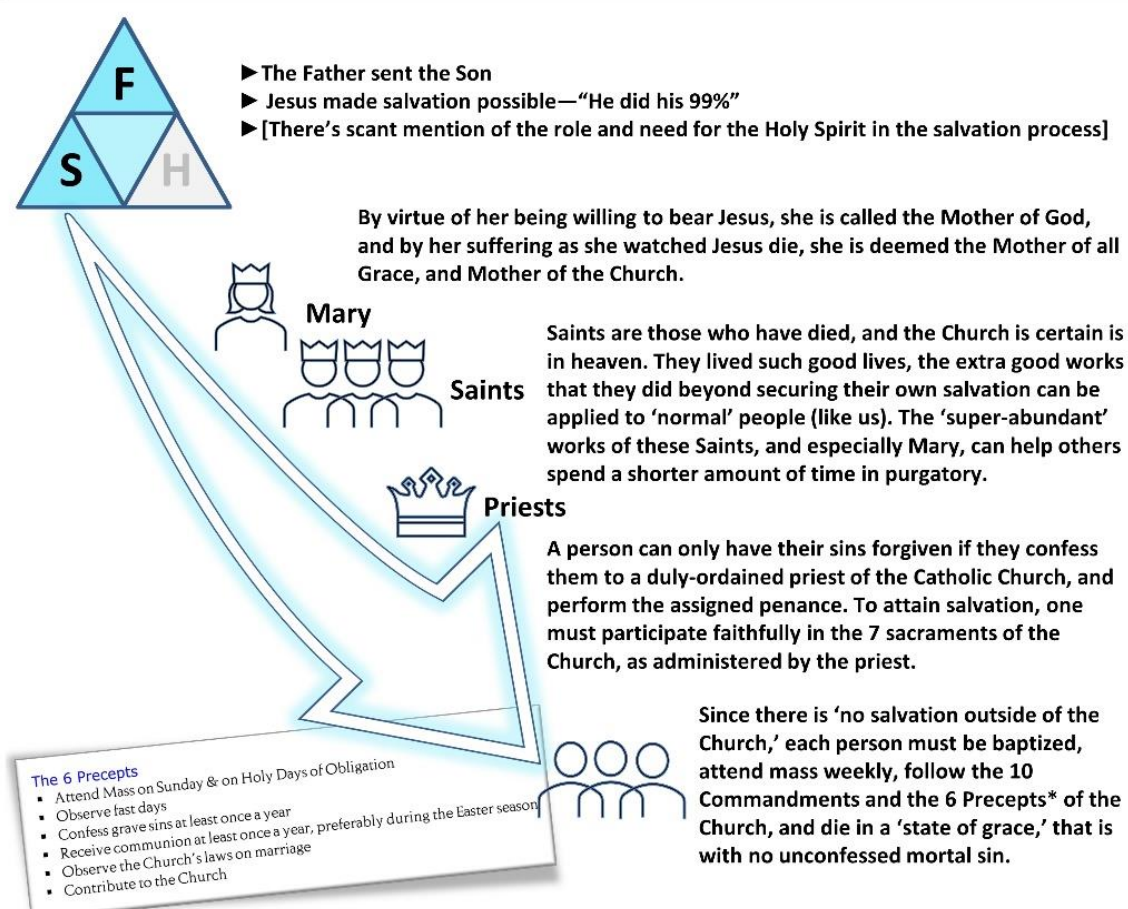 F
S
H
►The Father sent the Son
► Jesus made salvation possible—“He did his 99%”
►[There’s scant mention of the role and need for the Holy Spirit in the salvation process]
By virtue of her being willing to bear Jesus, she is called the Mother of God,
and by her suffering as she watched Jesus die, she is deemed the Mother of all
Grace, and Mother of the Church.
Mary
Saints are those who have died, and the Church is certain is
in heaven. They lived such good lives, the extra good works
that they did beyond securing their own salvation can be
applied to ‘normal’ people (like us). The ‘super-abundant’
works of these Saints, and especially Mary, can help others
spend a shorter amount of time in purgatory.
Saints
Priests
A person can only have their sins forgiven if they confess
them to a duly-ordained priest of the Catholic Church, and
perform the assigned penance. To attain salvation, one
must participate faithfully in the 7 sacraments of the
Church, as administered by the priest.
Since there is ‘no salvation outside of the
Church,’ each person must be baptized,
attend mass weekly, follow the 10
Commandments and the 6 Precepts* of the
Church, and die in a ‘state of grace,’ that is
with no unconfessed mortal sin.
The 6 Precepts
▪ Attend Mass on Sunday & on Holy Days of Obligation
▪ Observe fast days
▪ Confess grave sins at least once a year
▪ Receive communion at least once a year, preferably during the Easter season
▪ Observe the Church’s laws on marriage
▪ Contribute to the Church